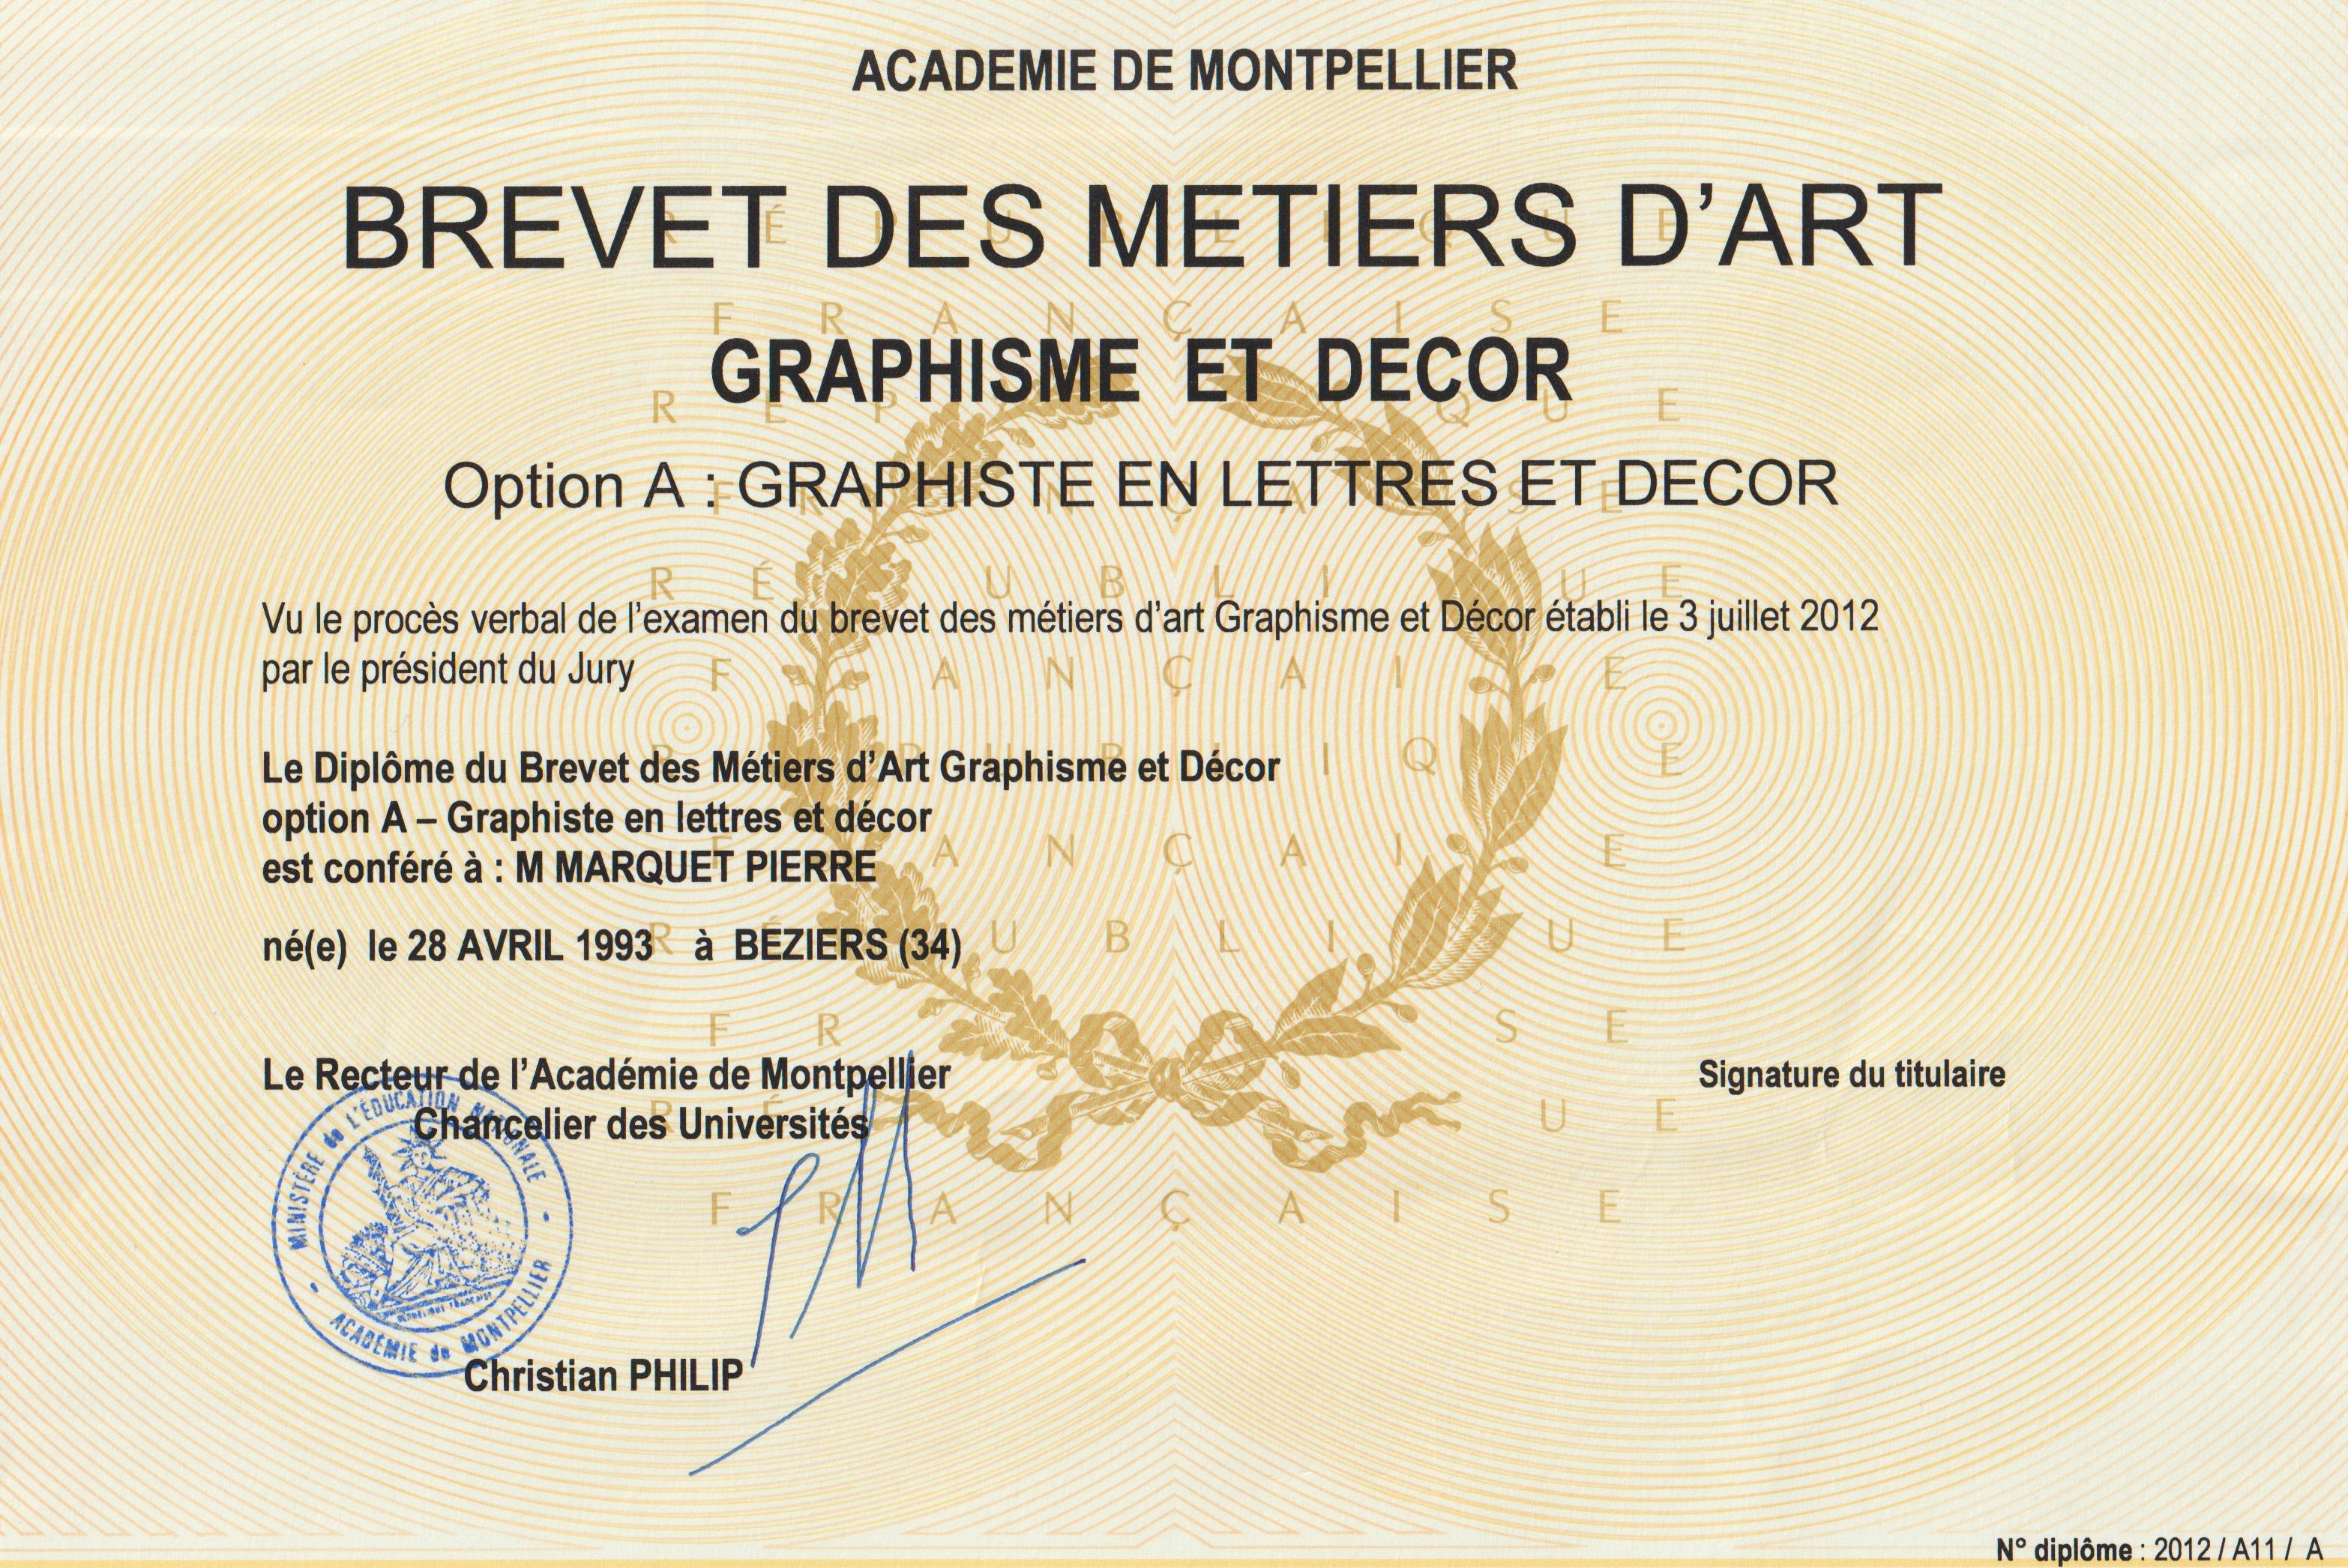 ACADEMIE DE MONTPELLIER
BREVET DES METIERS D'ART
GRAPHISME ET DECOR
Option A : GRAPHISTE EN LETTRES ET DECOR
Vu le procès verbal de l'examen du brevet des métiers d'art Graphisme et Décor établi le 3 juillet 2012
par le président du Jury
Le Diplôme du Brevet des Métiers d'Art Graphisme et Décor
option A – Graphiste en lettres et décor
est conféré à : M MARQUET PIERRE
né(e) le 28 AVRIL 1993 à BEZIERS (34)
Le Recteur de l'Académie de Montpellier
Chancelier des Universités
Signature du titulaire
MINISTÈRE de L'ÉDUCATION NATIONALE
ACADÉMIE de MONTPELLIER
Christian PHILIP
N° diplôme : 2012 / A11 / A
RÉPUBLIQUE
FRANÇAISE